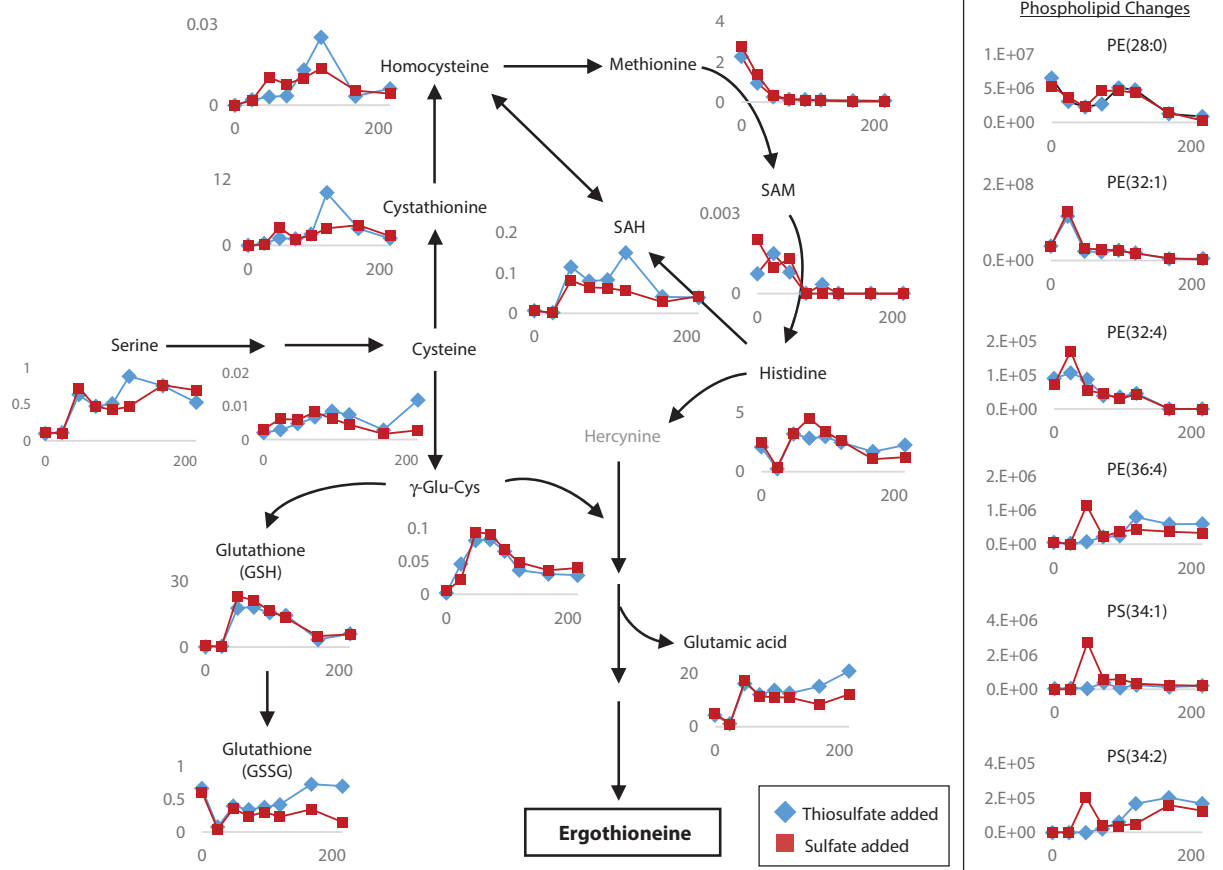 Phospholipid Changes
0.03
0
0
200
Homocysteine
Methionine
4
2
0
0
200
12
0
0
200
Cystathionine
SAH
0.2
0.1
0
0
200
SAM
0.003
0
0
200
Serine
1
0.5
0
0
200
Cysteine
0.02
0.01
0
0
200
Histidine
5
0
0
200
Hercynine
γ-Glu-Cys
0.1
0.05
0
0
200
Glutathione
(GSH)
30
0
0
200
Glutamic acid
20
0
0
200
Glutathione
(GSSG)
1
0.5
0
0
200
Ergothioneine
Thiosulfate added
Sulfate added
PE(28:0)
1.E+07
5.E+06
0.E+00
0
200
PE(32:1)
2.E+08
0.E+00
0
200
PE(32:4)
2.E+05
1.E+05
0.E+00
0
200
PE(36:4)
2.E+06
1.E+06
0.E+00
0
200
PS(34:1)
4.E+06
2.E+06
0.E+00
0
200
PS(34:2)
4.E+05
2.E+05
0.E+00
0
200